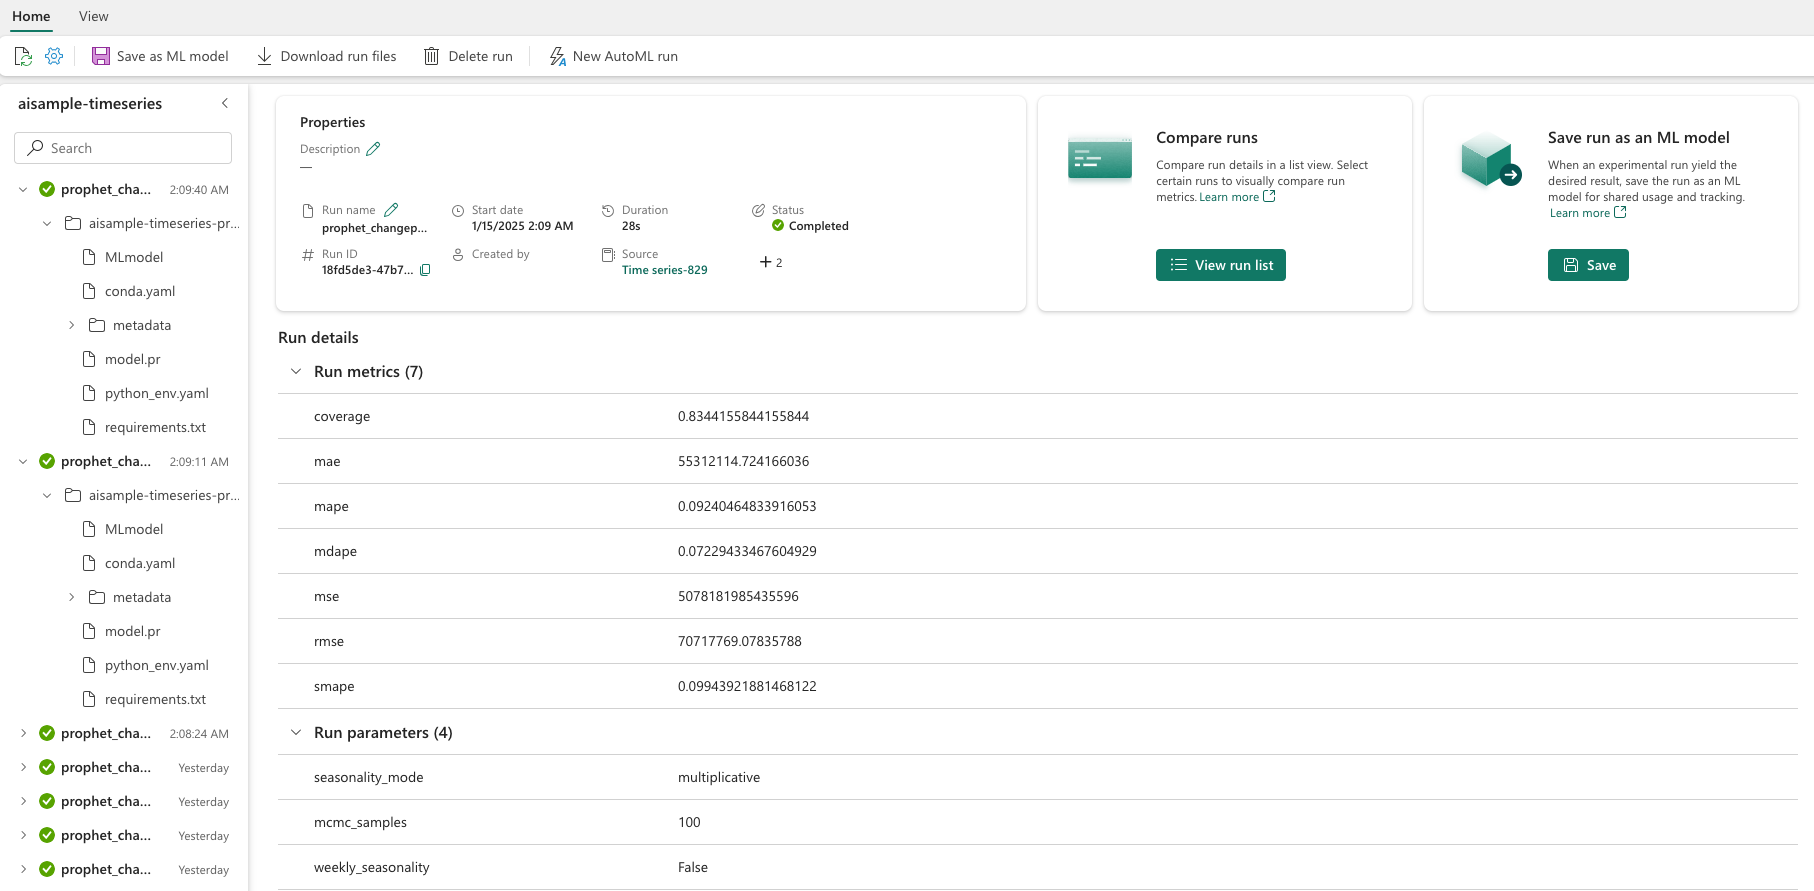 Home View
Save as ML model Download run files Delete run New AutoML run
aisample-timeseries
Search
prophet_cha... 2:09:40 AM
aisample-timeseries-pr...
MLmodel
conda.yaml
metadata
model.pr
python_env.yaml
requirements.txt
prophet_cha... 2:09:11 AM
aisample-timeseries-pr...
MLmodel
conda.yaml
metadata
model.pr
python_env.yaml
requirements.txt
prophet_cha... 2:08:24 AM
prophet_cha... Yesterday
prophet_cha... Yesterday
prophet_cha... Yesterday
prophet_cha... Yesterday
Properties
Description
—
Run name Start date Duration Status
prophet_changep... 1/15/2025 2:09 AM 28s Completed
Run ID Created by Source + 2
18fd5de3-47b7... Time series-829
Compare runs
Compare run details in a list view. Select
certain runs to visually compare run
metrics. Learn more
View run list
Save run as an ML model
When an experimental run yield the
desired result, save the run as an ML
model for shared usage and tracking.
Learn more
Save
Run details
Run metrics (7)
coverage 0.8344155844155844
mae 55312114.724166036
mape 0.09240464833916053
mdape 0.07229433467604929
mse 5078181985435596
rmse 70717769.07835788
smape 0.09943921881468122
Run parameters (4)
seasonality_mode multiplicative
mcmc_samples 100
weekly_seasonality False